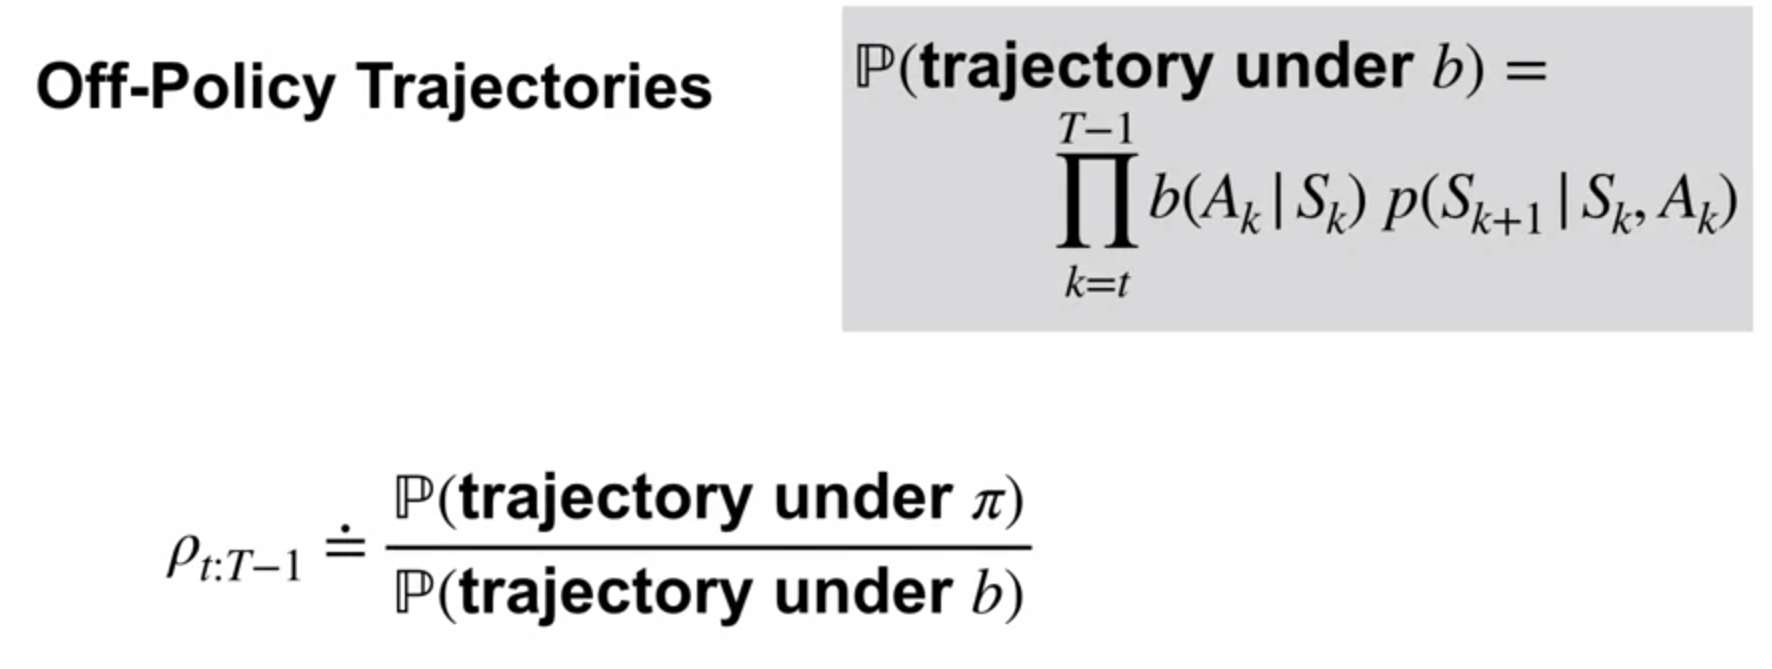 Off-Policy Trajectories
ℙ(trajectory under b) =
∏_{k=t}^{T−1} b(A_k | S_k) p(S_{k+1} | S_k, A_k)
ρ_{t:T−1} ≐ ℙ(trajectory under π) / ℙ(trajectory under b)